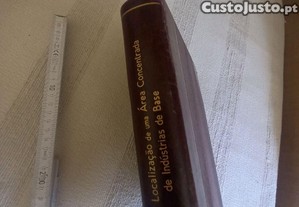 CustoJusto.pt
Localização de uma Área Concentrada
de Indústrias de Base